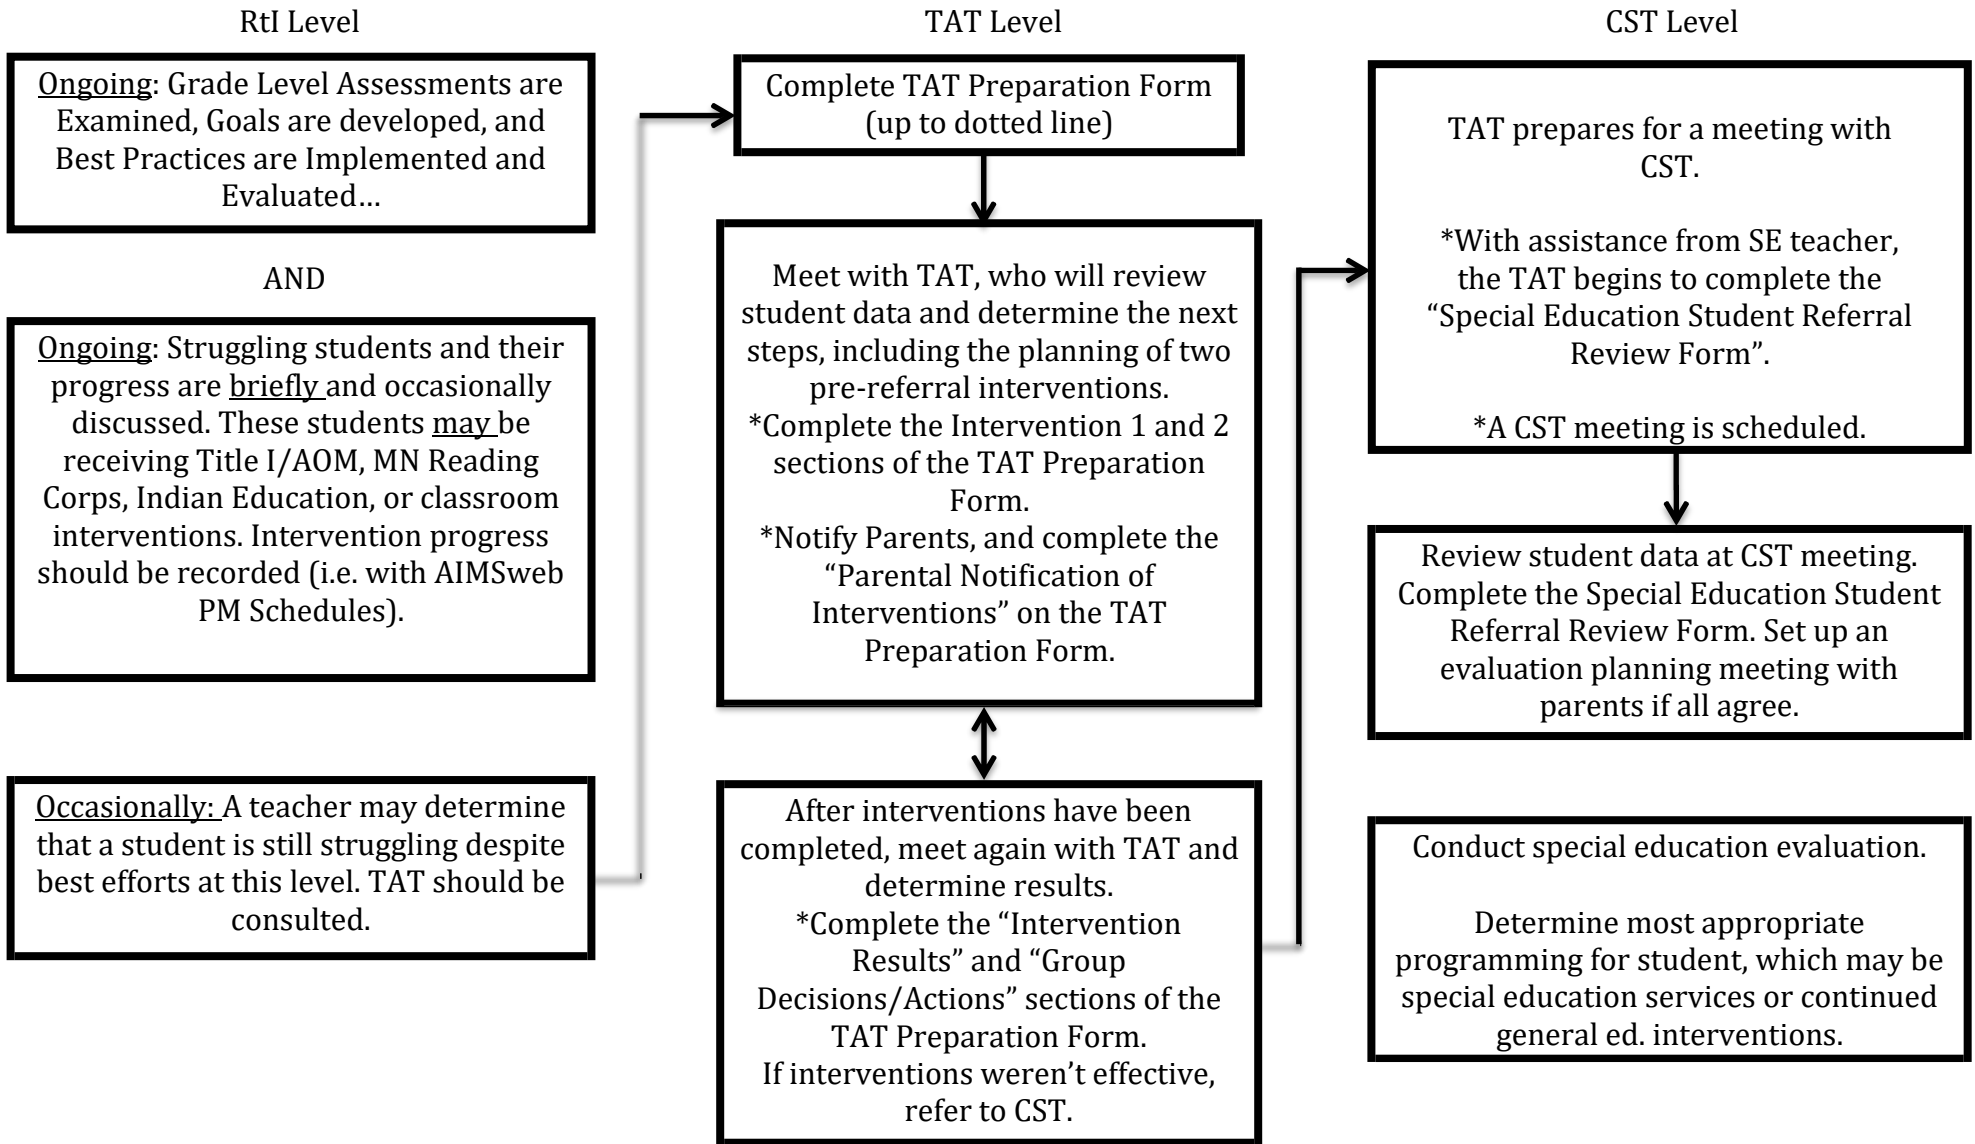 RtI Level
Ongoing: Grade Level Assessments are
Examined, Goals are developed, and
Best Practices are Implemented and
Evaluated…
AND
Ongoing: Struggling students and their
progress are briefly and occasionally
discussed. These students may be
receiving Title I/AOM, MN Reading
Corps, Indian Education, or classroom
interventions. Intervention progress
should be recorded (i.e. with AIMSweb
PM Schedules).
Occasionally: A teacher may determine
that a student is still struggling despite
best efforts at this level. TAT should be
consulted.
TAT Level
Complete TAT Preparation Form
(up to dotted line)
Meet with TAT, who will review
student data and determine the next
steps, including the planning of two
pre-referral interventions.
*Complete the Intervention 1 and 2
sections of the TAT Preparation
Form.
*Notify Parents, and complete the
“Parental Notification of
Interventions” on the TAT
Preparation Form.
After interventions have been
completed, meet again with TAT and
determine results.
*Complete the “Intervention
Results” and “Group
Decisions/Actions” sections of the
TAT Preparation Form.
If interventions weren’t effective,
refer to CST.
CST Level
TAT prepares for a meeting with
CST.
*With assistance from SE teacher,
the TAT begins to complete the
“Special Education Student Referral
Review Form”.
*A CST meeting is scheduled.
Review student data at CST meeting.
Complete the Special Education Student
Referral Review Form. Set up an
evaluation planning meeting with
parents if all agree.
Conduct special education evaluation.
Determine most appropriate
programming for student, which may be
special education services or continued
general ed. interventions.